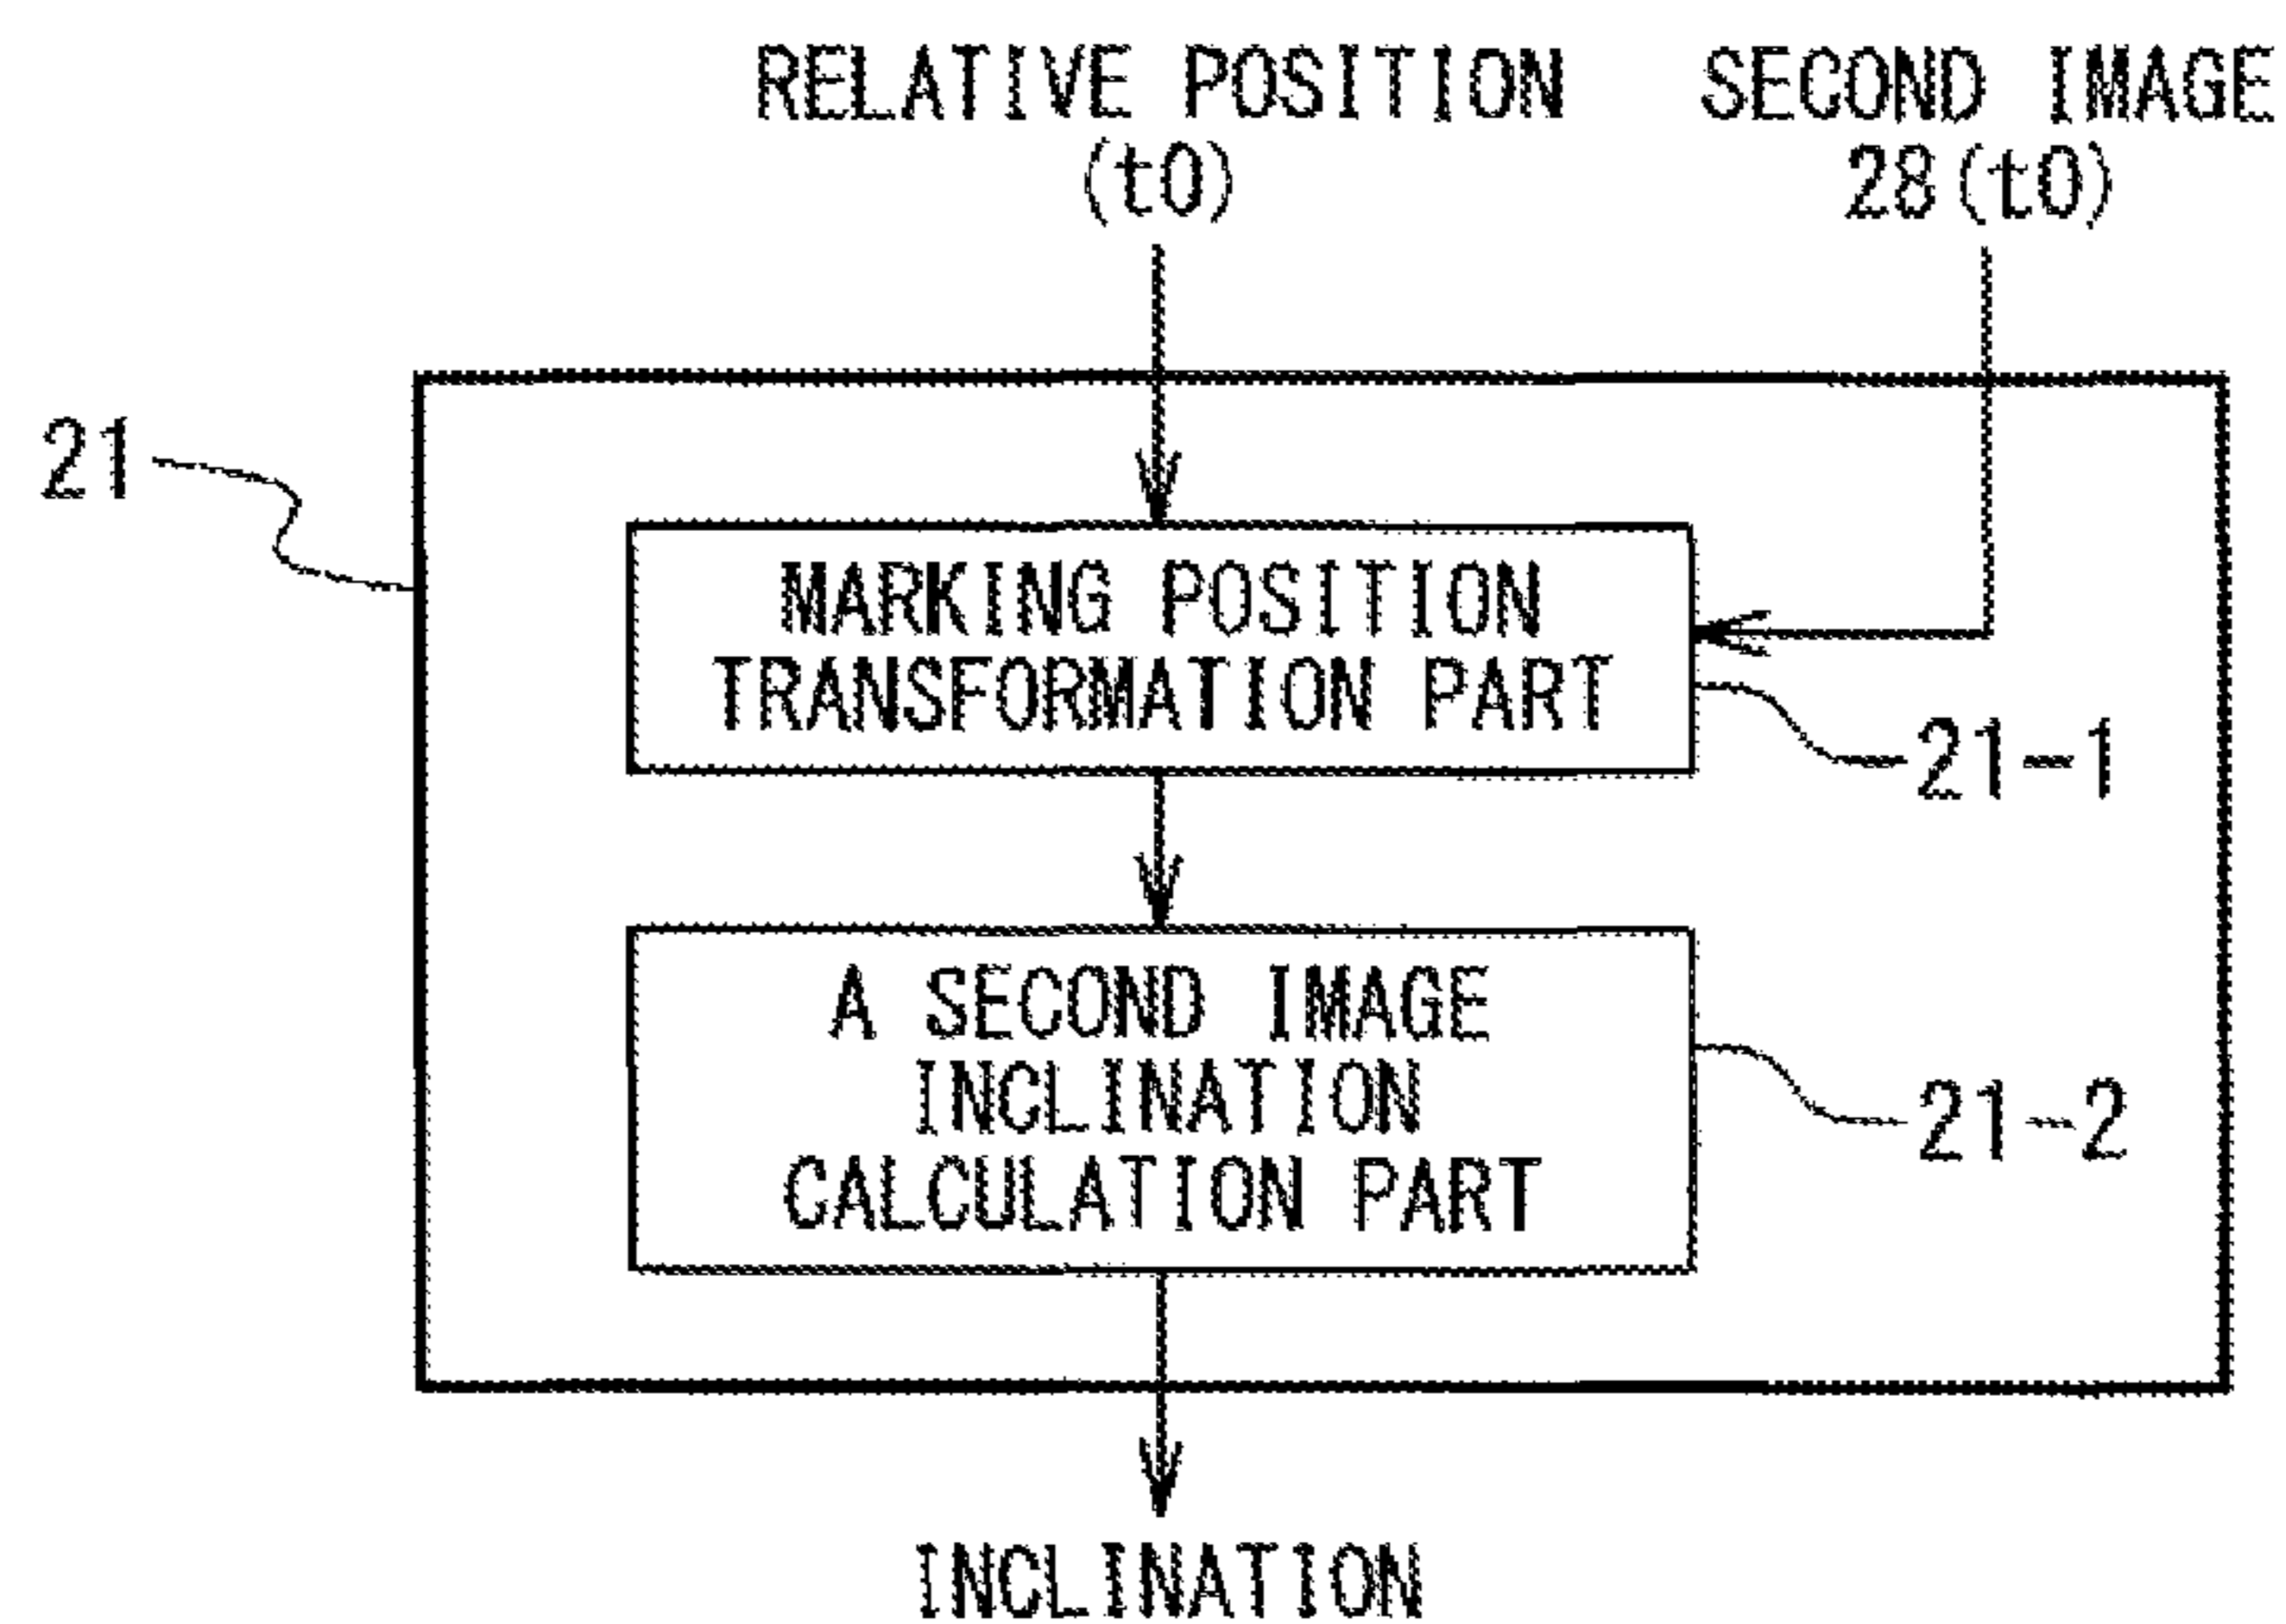 RELATIVE POSITION
(t0)
SECOND IMAGE
28(t0)
21
MARKING POSITION
TRANSFORMATION PART
21-1
A SECOND IMAGE
INCLINATION
CALCULATION PART
21-2
INCLINATION